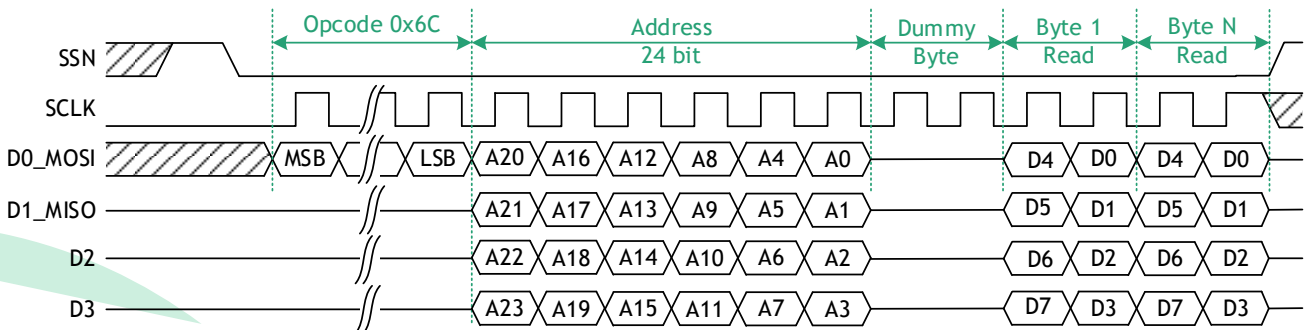 Opcode 0x6C Address Dummy Byte 1 Byte N
24 bit Byte Read Read
SSN
SCLK
D0_MOSI MSB LSB A20 A16 A12 A8 A4 A0 D4 D0 D4 D0
D1_MISO A21 A17 A13 A9 A5 A1 D5 D1 D5 D1
D2 A22 A18 A14 A10 A6 A2 D6 D2 D6 D2
D3 A23 A19 A15 A11 A7 A3 D7 D3 D7 D3